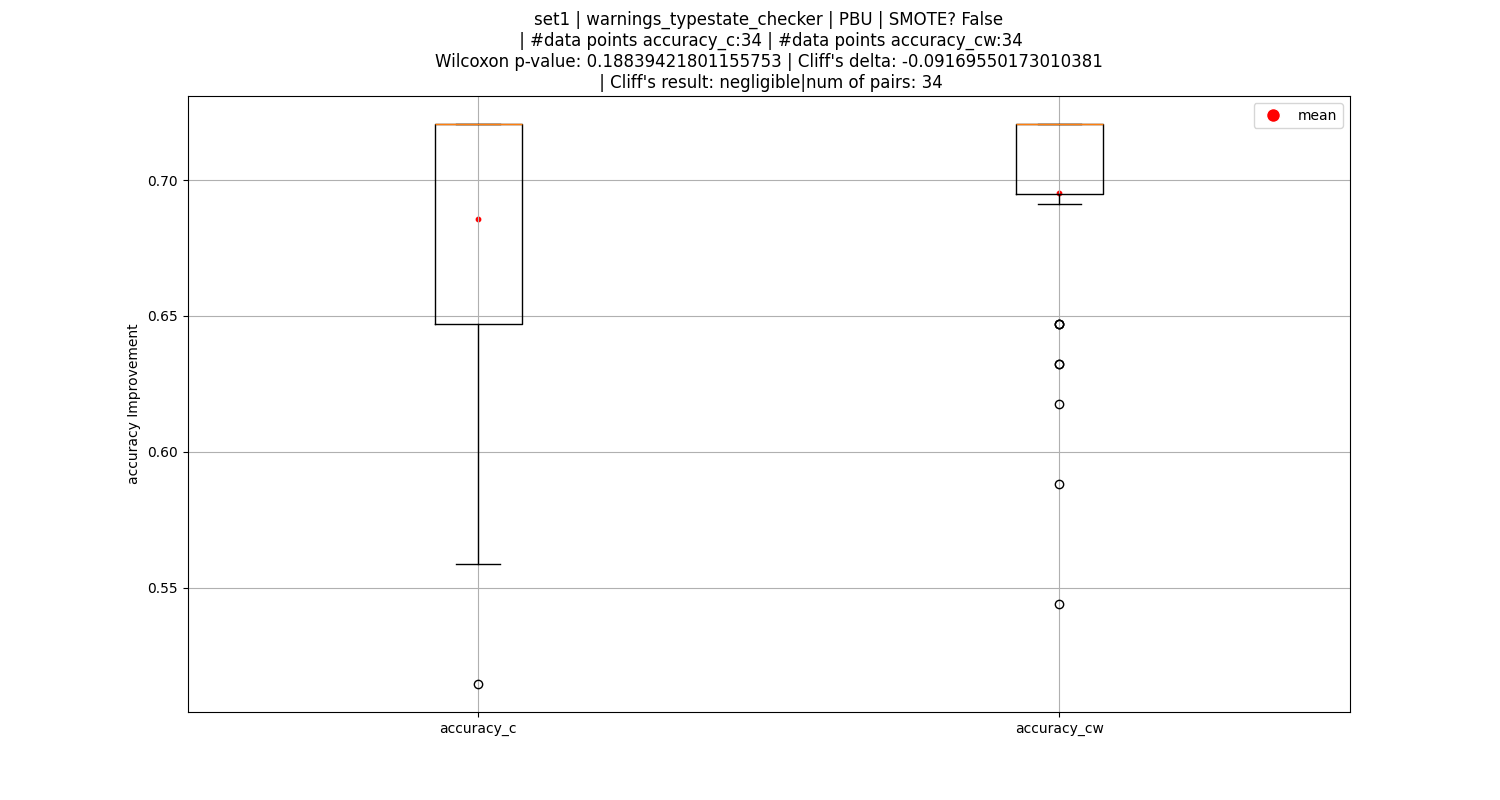 set1 | warnings_typestate_checker | PBU | SMOTE? False
| #data points accuracy_c:34 | #data points accuracy_cw:34
Wilcoxon p-value: 0.18839421801155753 | Cliff's delta: -0.09169550173010381
| Cliff's result: negligible|num of pairs: 34
mean
0.70
0.65
0.60
0.55
accuracy Improvement
accuracy_c
accuracy_cw